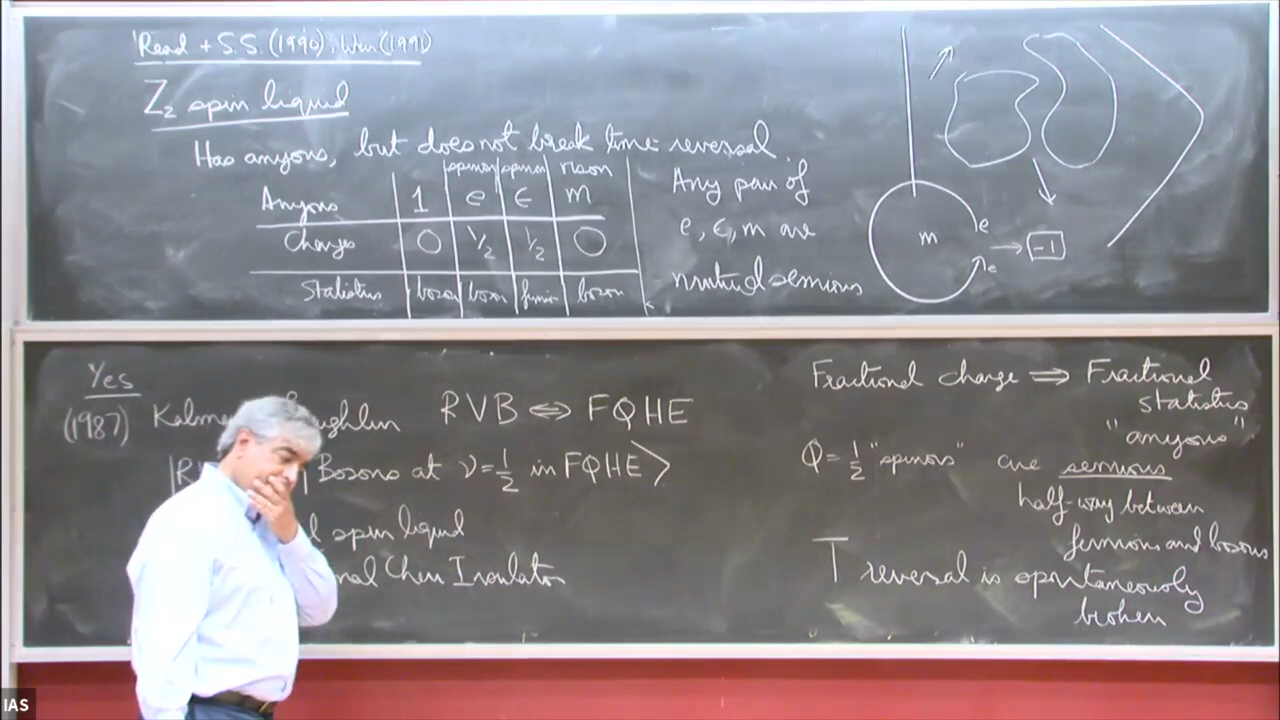 Read + S.S. (1990), Wen (1991)
Z₂ spin liquid
Has anyons, but does not break time reversal.
spinon spinon vison
Anyons 1 e ε m
Charges 0 1/2 1/2 0
Statistics boson boson fermion boson
Any pair of
e, ε, m are
mutual semions
m
e
e
-1
Yes
(1987)
RVB ⇔ FQHE
Bosons at ν = 1/2 in FQHE⟩
spin liquid
Chern Insulator
Fractional charge ⟹ Fractional
statistics
"anyons"
Q = 1/2 "spinons" are semions
half-way between
fermions and bosons
T reversal is spontaneously
broken
IAS